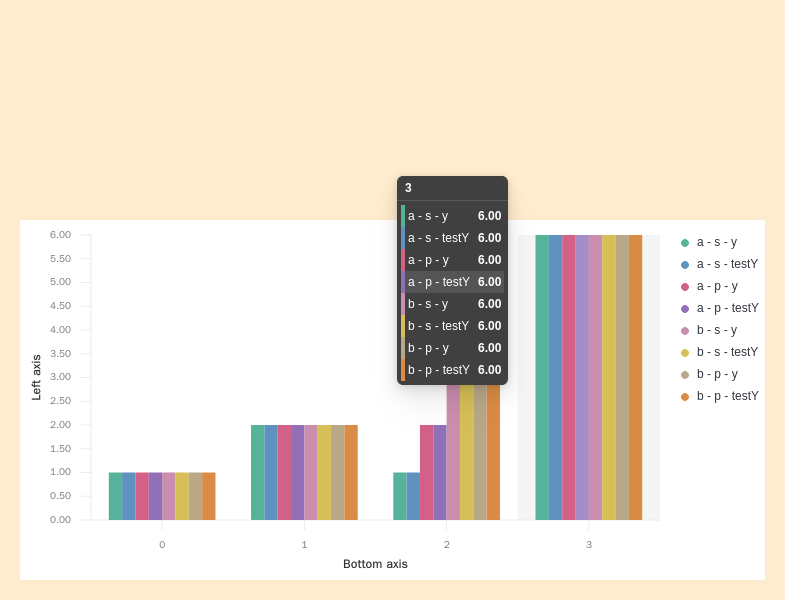 3
a - s - y 6.00
a - s - testY 6.00
a - p - y 6.00
a - p - testY 6.00
b - s - y 6.00
b - s - testY 6.00
b - p - y 6.00
b - p - testY 6.00
6.00
5.50
5.00
4.50
4.00
3.50
3.00
2.50
2.00
1.50
1.00
0.50
0.00
Left axis
0 1 2 3
Bottom axis
a - s - y
a - s - testY
a - p - y
a - p - testY
b - s - y
b - s - testY
b - p - y
b - p - testY